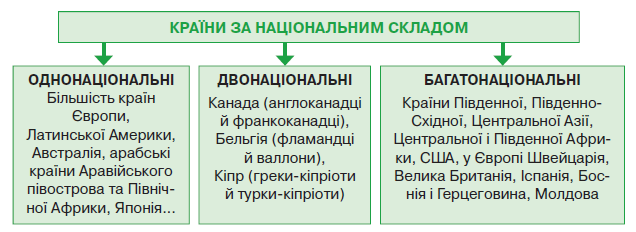 КРАЇНИ ЗА НАЦІОНАЛЬНИМ СКЛАДОМ
ОДНОНАЦІОНАЛЬНІ
Більшість країн
Європи,
Латинської Америки,
Австралія, арабські
країни Аравійського
півострова та Північ-
ної Африки, Японія...
ДВОНАЦІОНАЛЬНІ
Канада (англоканадці
й франкоканадці),
Бельгія (фламандці
й валлони),
Кіпр (греки-кіпріоти
й турки-кіпріоти)
БАГАТОНАЦІОНАЛЬНІ
Країни Південної, Південно-
Східної, Центральної Азії,
Центральної і Південної Афри-
ки, США, у Європі Швейцарія,
Велика Британія, Іспанія, Бос-
нія і Герцеговина, Молдова